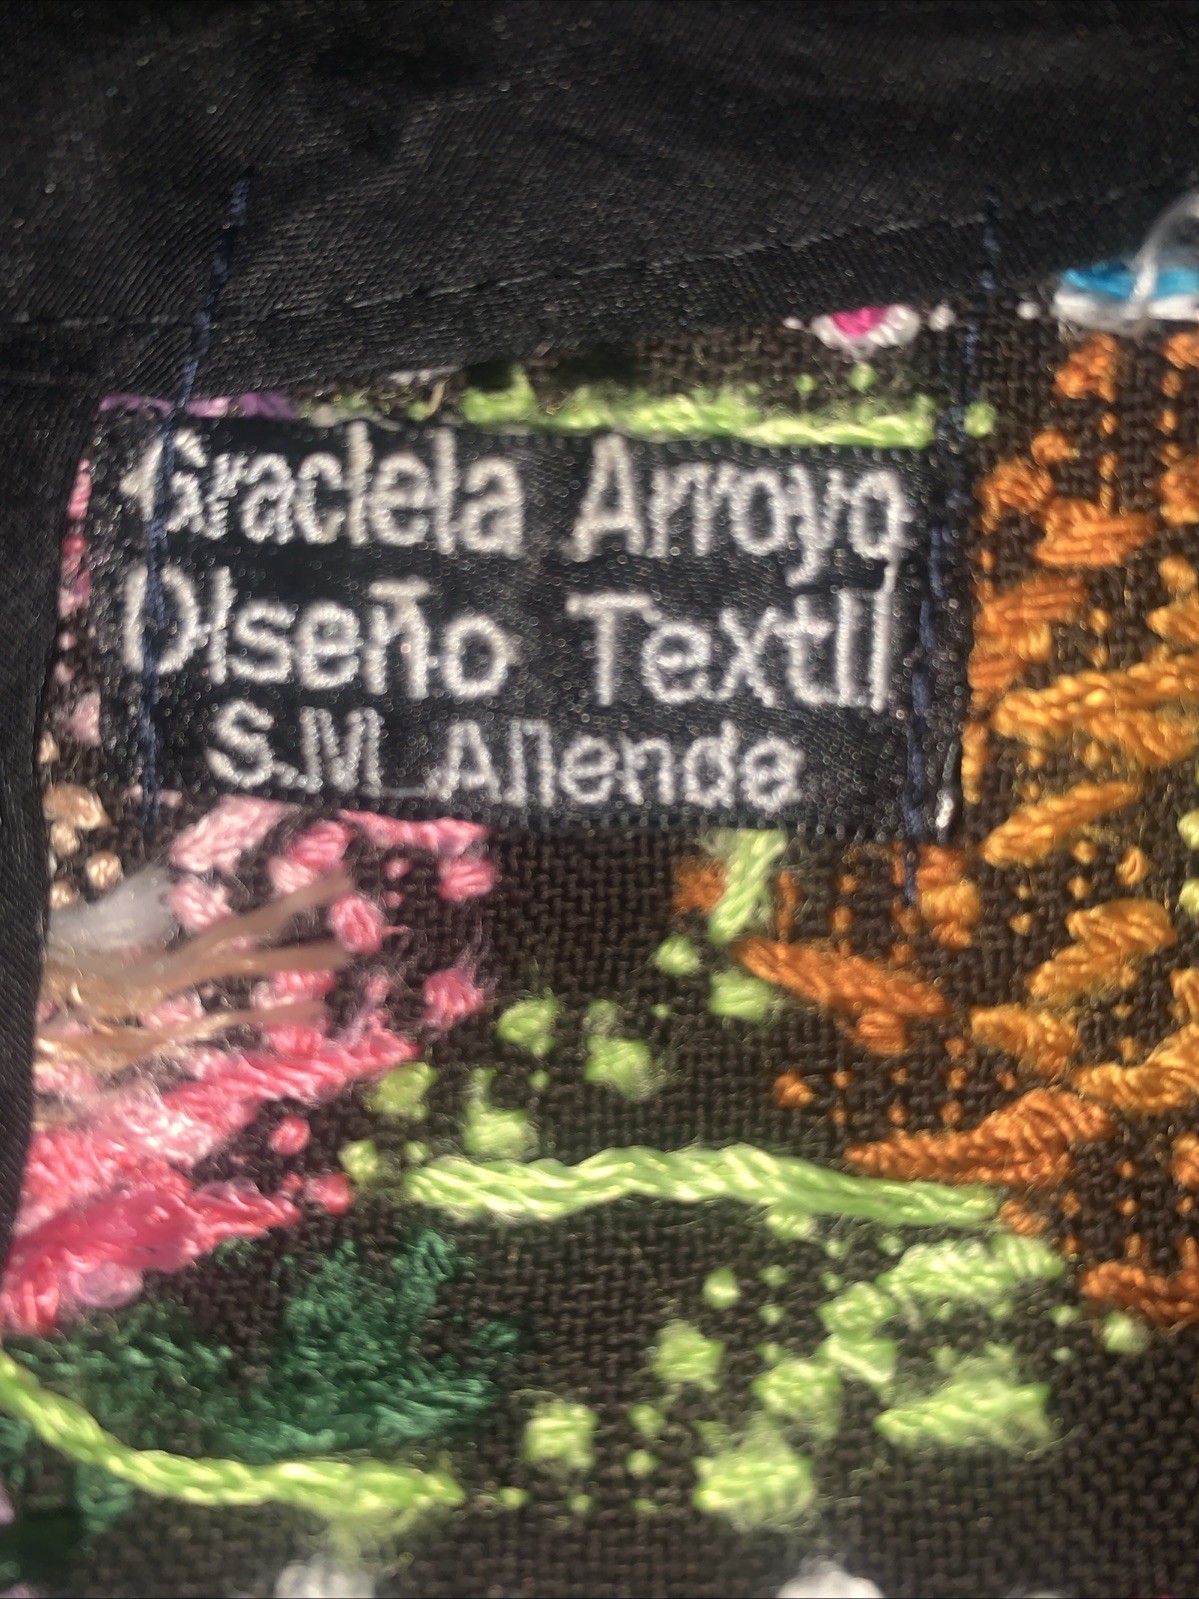 Graciela Arroyo
Diseño Textil
S.M. Allende